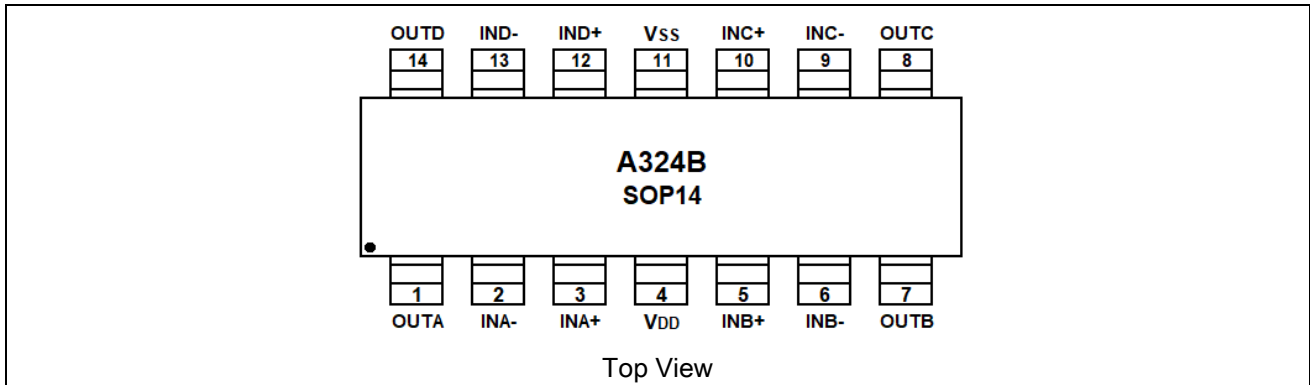 OUTD IND- IND+ VSS INC+ INC- OUTC
14 13 12 11 10 9 8
A324B
SOP14
1 2 3 4 5 6 7
OUTA INA- INA+ VDD INB+ INB- OUTB
Top View